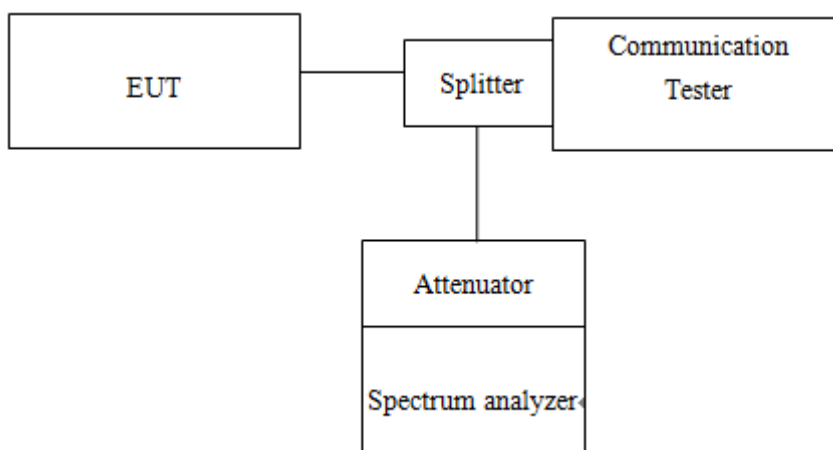 EUT
Splitter
Communication
Tester
Attenuator
Spectrum analyzer